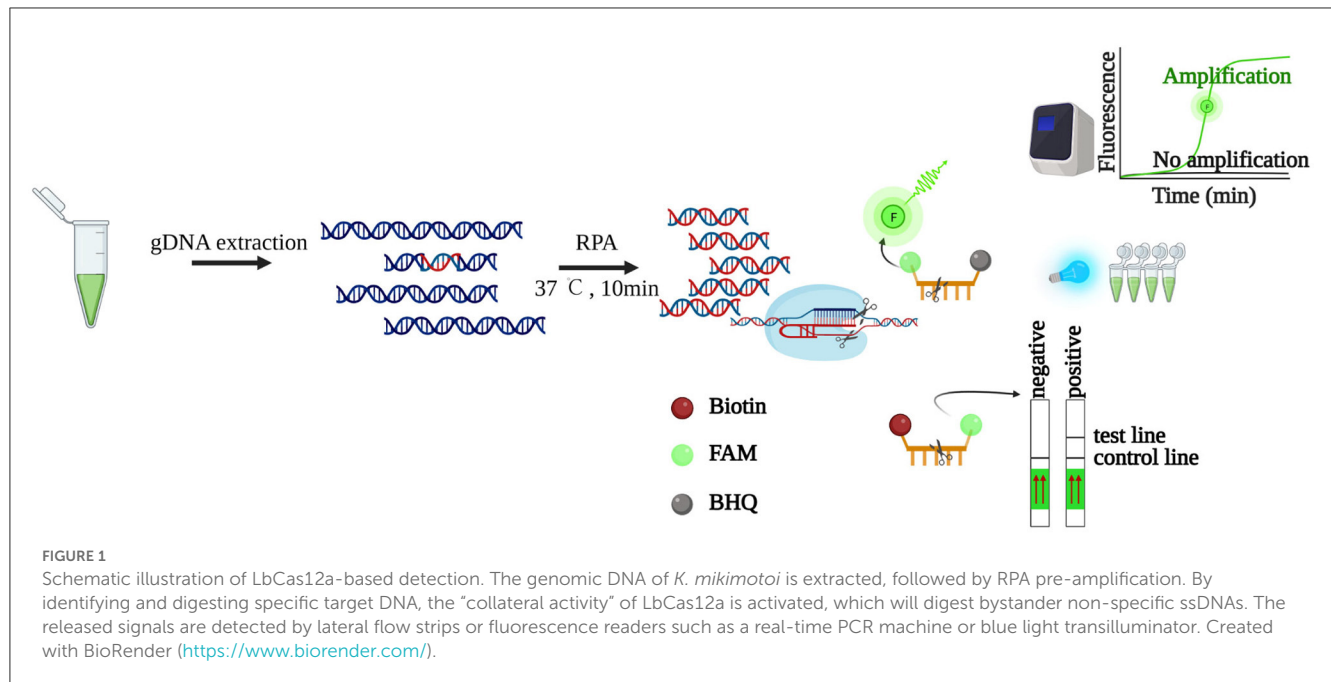 gDNA extraction
RPA
37 ℃, 10min
F
Fluorescence
Amplification
F
No amplification
Time (min)
Biotin
FAM
BHQ
negative
positive
test line
control line
FIGURE 1
Schematic illustration of LbCas12a-based detection. The genomic DNA of K. mikimotoi is extracted, followed by RPA pre-amplification. By
identifying and digesting specific target DNA, the “collateral activity” of LbCas12a is activated, which will digest bystander non-specific ssDNAs. The
released signals are detected by lateral flow strips or fluorescence readers such as a real-time PCR machine or blue light transilluminator. Created
with BioRender (https://www.biorender.com/).